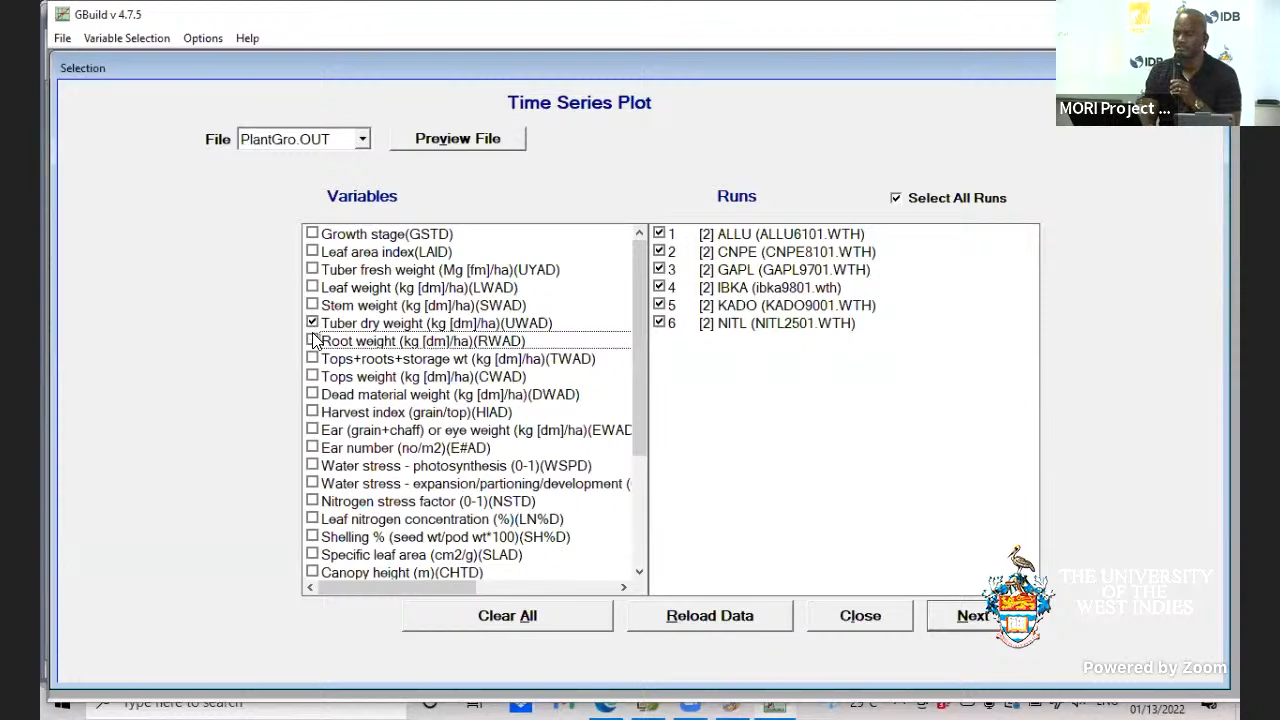 GBuild v 4.7.5
File Variable Selection Options Help
Selection
Time Series Plot
File PlantGro.OUT Preview File
Variables Runs Select All Runs
Growth stage(GSTD)
Leaf area index(LAID)
Tuber fresh weight (Mg [fm]/ha)(UYAD)
Leaf weight (kg [dm]/ha)(LWAD)
Stem weight (kg [dm]/ha)(SWAD)
Tuber dry weight (kg [dm]/ha)(UWAD)
Root weight (kg [dm]/ha)(RWAD)
Tops+roots+storage wt (kg [dm]/ha)(TWAD)
Tops weight (kg [dm]/ha)(CWAD)
Dead material weight (kg [dm]/ha)(DWAD)
Harvest index (grain/top)(HIAD)
Ear (grain+chaff) or eye weight (kg [dm]/ha)(EWAD
Ear number (no/m2)(E#AD)
Water stress - photosynthesis (0-1)(WSPD)
Water stress - expansion/partioning/development (
Nitrogen stress factor (0-1)(NSTD)
Leaf nitrogen concentration (%)(LN%D)
Shelling % (seed wt/pod wt*100)(SH%D)
Specific leaf area (cm2/g)(SLAD)
Canopy height (m)(CHTD)
1 [2] ALLU (ALLU6101.WTH)
2 [2] CNPE (CNPE8101.WTH)
3 [2] GAPL (GAPL9701.WTH)
4 [2] IBKA (ibka9801.wth)
5 [2] KADO (KADO9001.WTH)
6 [2] NITL (NITL2501.WTH)
Clear All Reload Data Close Next
IDB
IDB
MORI Project ...
THE UNIVERSITY
OF THE
WEST INDIES
Powered by Zoom
Type here to search
01/13/2022